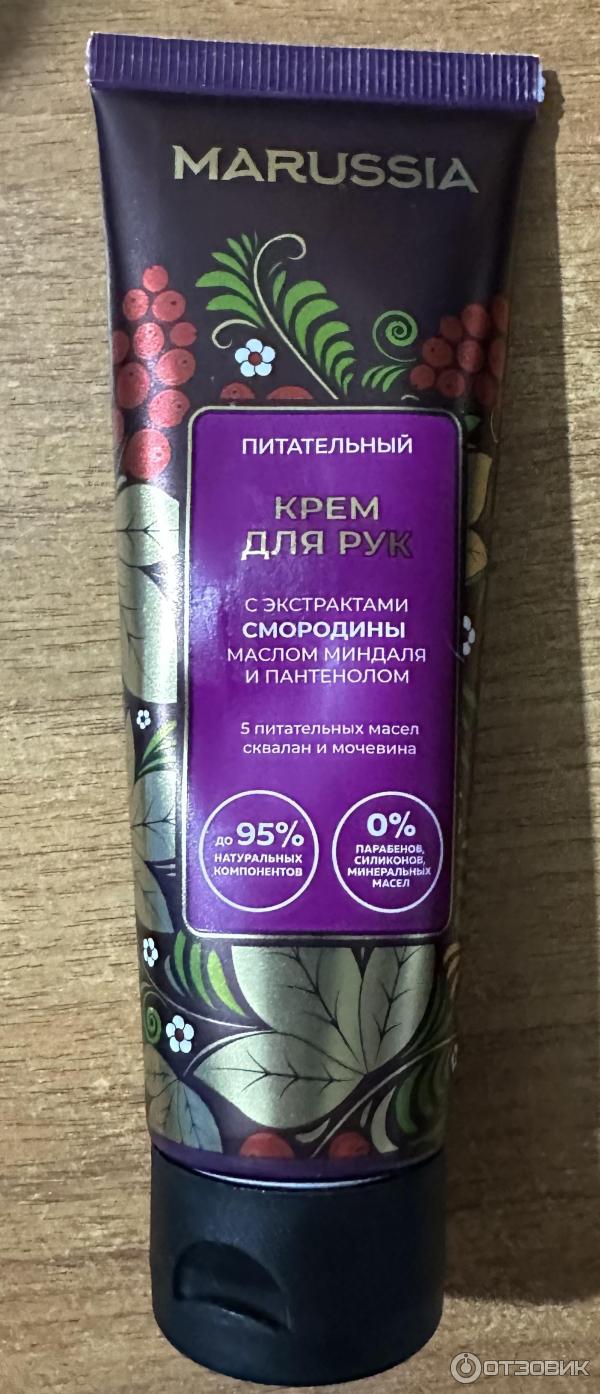 MARUSSIA
ПИТАТЕЛЬНЫЙ
КРЕМ
ДЛЯ РУК
С ЭКСТРАКТАМИ
СМОРОДИНЫ
МАСЛОМ МИНДАЛЯ
И ПАНТЕНОЛОМ
5 питательных масел
сквалан и мочевина
до 95%
НАТУРАЛЬНЫХ
КОМПОНЕНТОВ
0%
ПАРАБЕНОВ,
СИЛИКОНОВ,
МИНЕРАЛЬНЫХ
МАСЕЛ
ОТЗОВИК